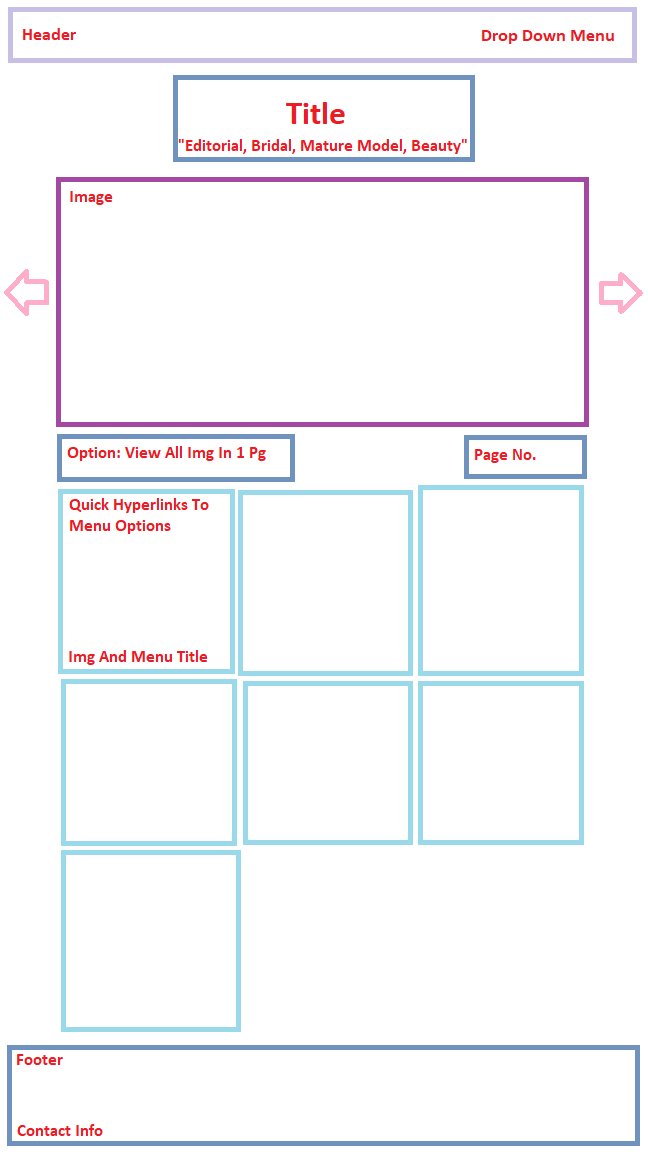 Header
Drop Down Menu
Title
"Editorial, Bridal, Mature Model, Beauty"
Image
Option: View All Img In 1 Pg
Page No.
Quick Hyperlinks To
Menu Options
Img And Menu Title
Footer
Contact Info